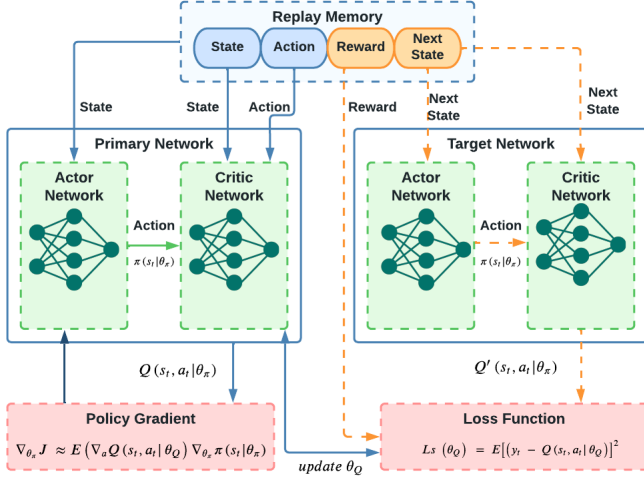 Replay Memory
State
Action
Reward
Next
State
State
State
Action
Reward
Next
State
Next
State
Primary Network
Target Network
Actor
Network
Critic
Network
Actor
Network
Critic
Network
Action
π(s_t|θ_π)
Action
π(s_t|θ_π)
Q(s_t, a_t|θ_π)
Q′(s_t, a_t|θ_π)
Policy Gradient
∇_{θ_π} J ≈ E(∇_a Q(s_t, a_t|θ_Q) ∇_{θ_π} π(s_t|θ_π)
update θ_Q
Loss Function
Ls (θ_Q) = E[(y_t − Q(s_t, a_t|θ_Q)]²